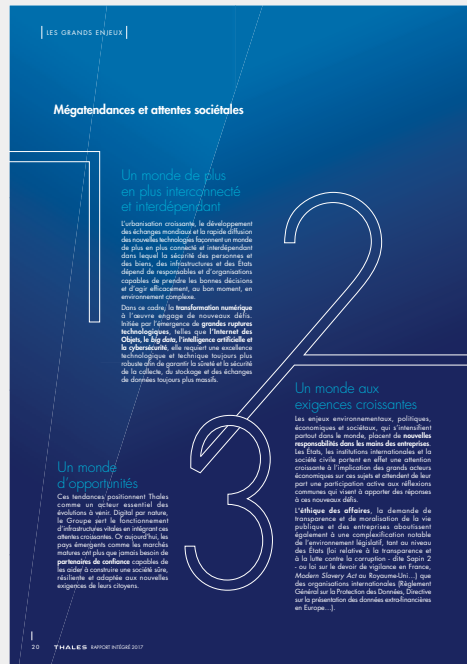 LES GRANDS ENJEUX
Mégatendances et attentes sociétales
1
Un monde de plus
en plus interconnecté
et interdépendant
L'urbanisation croissante, le développement
des échanges mondiaux et la rapide diffusion
des nouvelles technologies façonnent un monde
de plus en plus connecté et interdépendant
dans lequel la sécurité des personnes et
des biens, des infrastructures et des États
dépend de responsables et d'organisations
capables de prendre les bonnes décisions
et d'agir efficacement, au bon moment, en
environnement complexe.
Dans ce cadre, la transformation numérique
à l'œuvre engage de nouveaux défis.
Initiée par l'émergence de grandes ruptures
technologiques, telles que l'Internet des
Objets, le big data, l'intelligence artificielle et
la cybersécurité, elle requiert une excellence
technologique et technique toujours plus
robuste afin de garantir la sûreté et la sécurité
de la collecte, du stockage et des échanges
de données toujours plus massifs.
2
Un monde aux
exigences croissantes
Les enjeux environnementaux, politiques,
économiques et sociétaux, qui s'intensifient
partout dans le monde, placent de nouvelles
responsabilités dans les mains des entreprises.
Les États, les institutions internationales et la
société civile portent en effet une attention
croissante à l'implication des grands acteurs
économiques sur ces sujets et attendent de leur
part une participation active aux réflexions
communes qui visent à apporter des réponses
à ces nouveaux défis.
L'éthique des affaires, la demande de
transparence et de moralisation de la vie
publique et des entreprises aboutissent
également à une complexification notable
de l'environnement législatif, tant au niveau
des États (loi relative à la transparence et
à la lutte contre la corruption - dite Sapin 2
- ou loi sur le devoir de vigilance en France,
Modern Slavery Act au Royaume-Uni...) que
des organisations internationales (Règlement
Général sur la Protection des Données, Directive
sur la présentation des données extra-financières
en Europe...).
3
Un monde
d'opportunités
Ces tendances positionnent Thales
comme un acteur essentiel des
évolutions à venir. Digital par nature,
le Groupe sert le fonctionnement
d'infrastructures vitales en intégrant ces
attentes croissantes. Or aujourd'hui, les
pays émergents comme les marchés
matures ont plus que jamais besoin de
partenaires de confiance capables de
les aider à construire une société sûre,
résiliente et adaptée aux nouvelles
exigences de leurs citoyens.
20 THALES RAPPORT INTÉGRÉ 2017